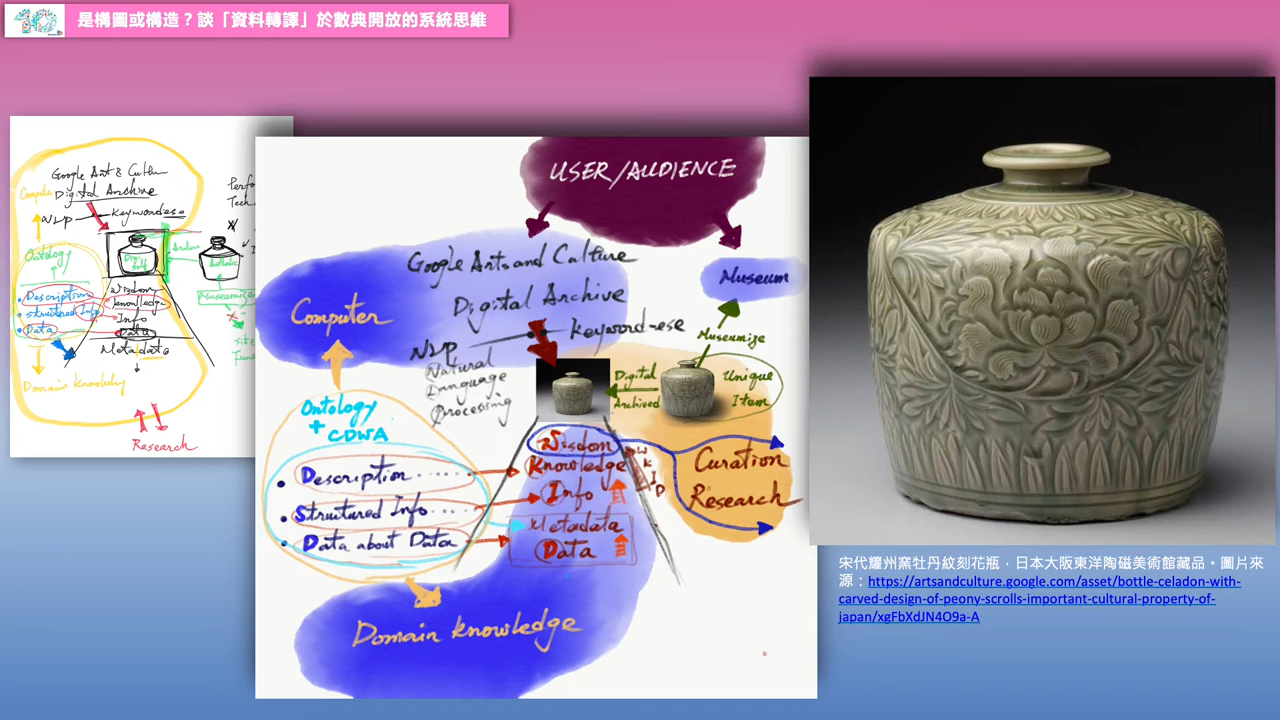 10
是構圖或構造？談「資料轉譯」於數典開放的系統思維
Google Art & Cultur
Digital Archive
Compute
NLP
keyword-ese
Ontology
Archive
Description
structured Info
Data
Wisdom
knowledge
Info
Data
Metadata
Domain knowledg
Museumize
Research
USER/AUDIENCE
Google Arts and Culture
Museum
Computer
Digital Archive
keyword-ese
Museumize
NLP
Natural
Language
Processing
Digital
Archived
Unique
Item
Ontology
+
CDWA
Wisdom
Description
Knowledge
W
K
I
D
Curation
Structured Info
Info
Research
Metadata
Data about Data
Data
Domain knowledge
宋代耀州窯牡丹紋刻花瓶，日本大阪東洋陶磁美術館藏品。圖片來
源：https://artsandculture.google.com/asset/bottle-celadon-with-
carved-design-of-peony-scrolls-important-cultural-property-of-
japan/xgFbXdJN4O9a-A